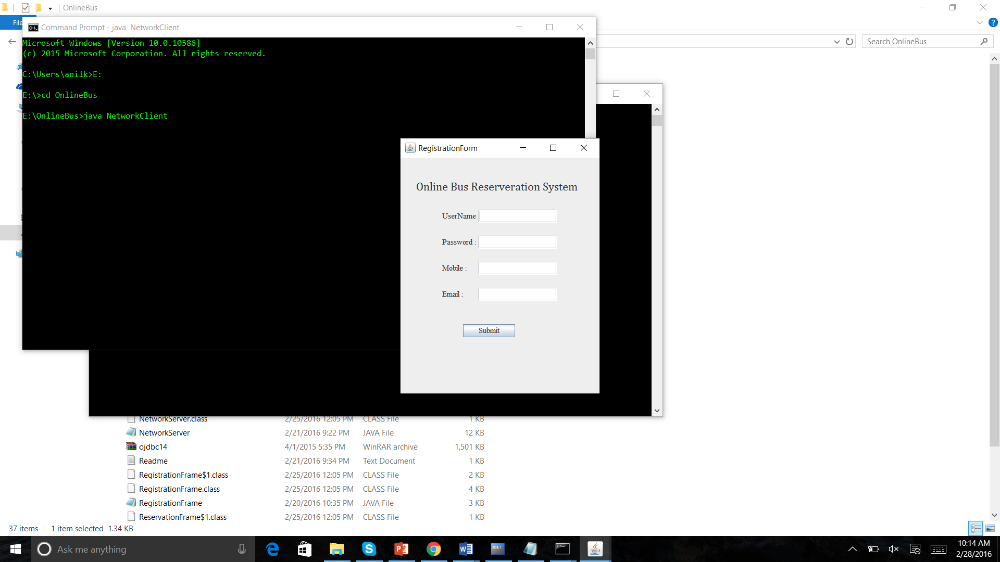 OnlineBus
File
Command Prompt - java  NetworkClient
Search OnlineBus
Microsoft Windows [Version 10.0.10586]
(c) 2015 Microsoft Corporation. All rights reserved.
C:\Users\anilk>E:
E:\>cd OnlineBus
E:\OnlineBus>java NetworkClient
RegistrationForm
Online Bus Reserveration System
UserName
Password :
Mobile :
Email :
Submit
NetworkServer.class 2/25/2016 12:05 PM CLASS File 1 KB
NetworkServer 2/21/2016 9:22 PM JAVA File 12 KB
ojdbc14 4/1/2015 5:35 PM WinRAR archive 1,501 KB
Readme 2/21/2016 9:34 PM Text Document 1 KB
RegistrationFrame$1.class 2/25/2016 12:05 PM CLASS File 2 KB
RegistrationFrame.class 2/25/2016 12:05 PM CLASS File 4 KB
RegistrationFrame 2/20/2016 10:35 PM JAVA File 3 KB
ReservationFrame$1.class 2/25/2016 12:05 PM CLASS File 1 KB
37 items 1 item selected 1.34 KB
Ask me anything
10:14 AM
2/28/2016